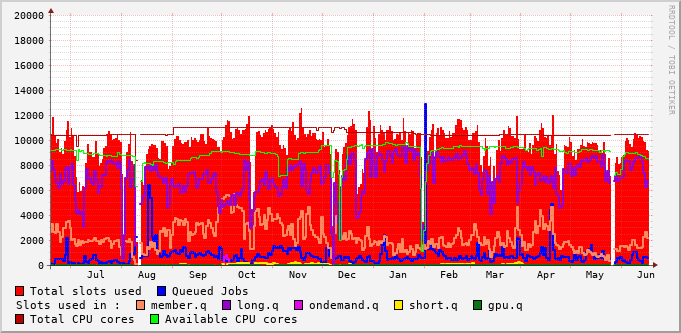 20000
18000
16000
14000
12000
10000
8000
6000
4000
2000
0
Jul Aug Sep Oct Nov Dec Jan Feb Mar Apr May Jun
RRDTOOL / TOBI OETIKER
Total slots used Queued Jobs
Slots used in : member.q long.q ondemand.q short.q gpu.q
Total CPU cores Available CPU cores